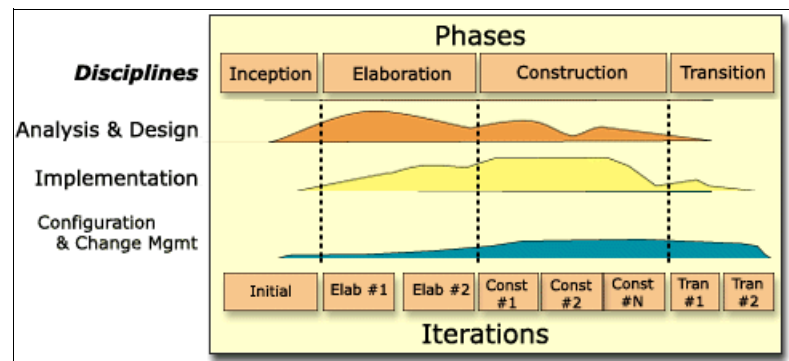 Phases
Disciplines
Inception
Elaboration
Construction
Transition
Analysis & Design
Implementation
Configuration
& Change Mgmt
Initial
Elab #1
Elab #2
Const
#1
Const
#2
Const
#N
Tran
#1
Tran
#2
Iterations